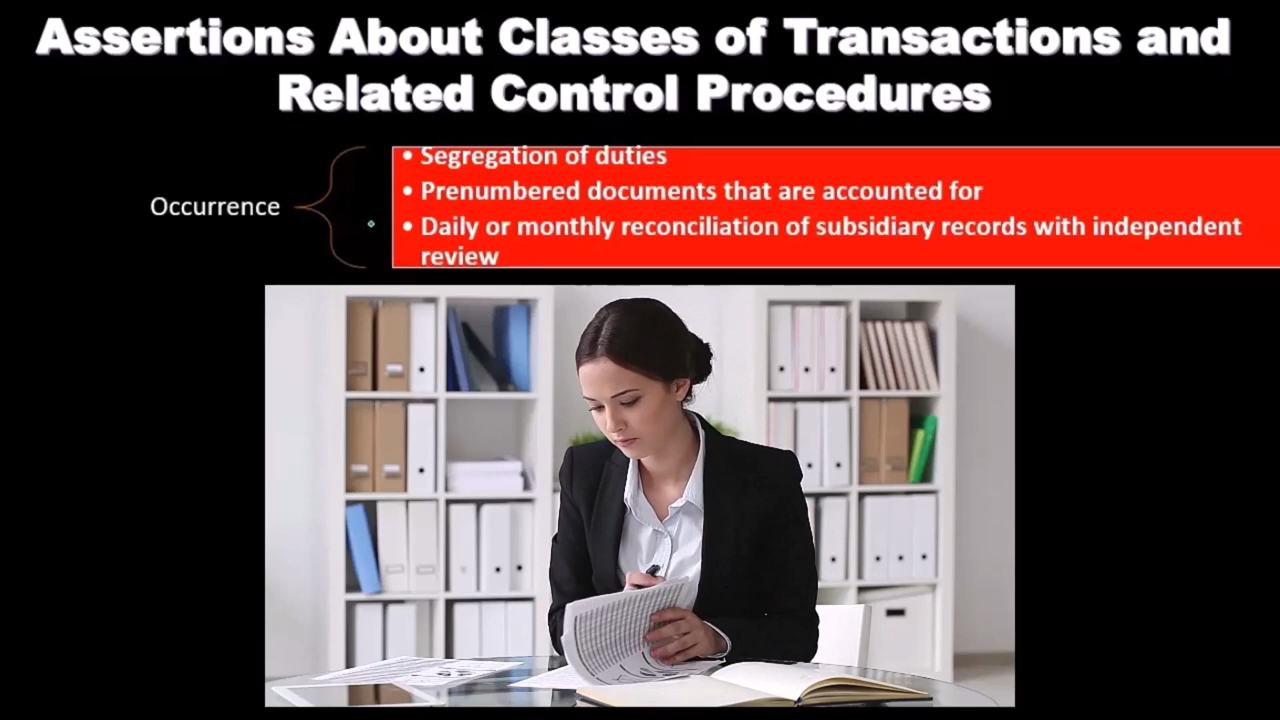 Assertions About Classes of Transactions and
Related Control Procedures
Occurrence
• Segregation of duties
• Prenumbered documents that are accounted for
• Daily or monthly reconciliation of subsidiary records with independent
review